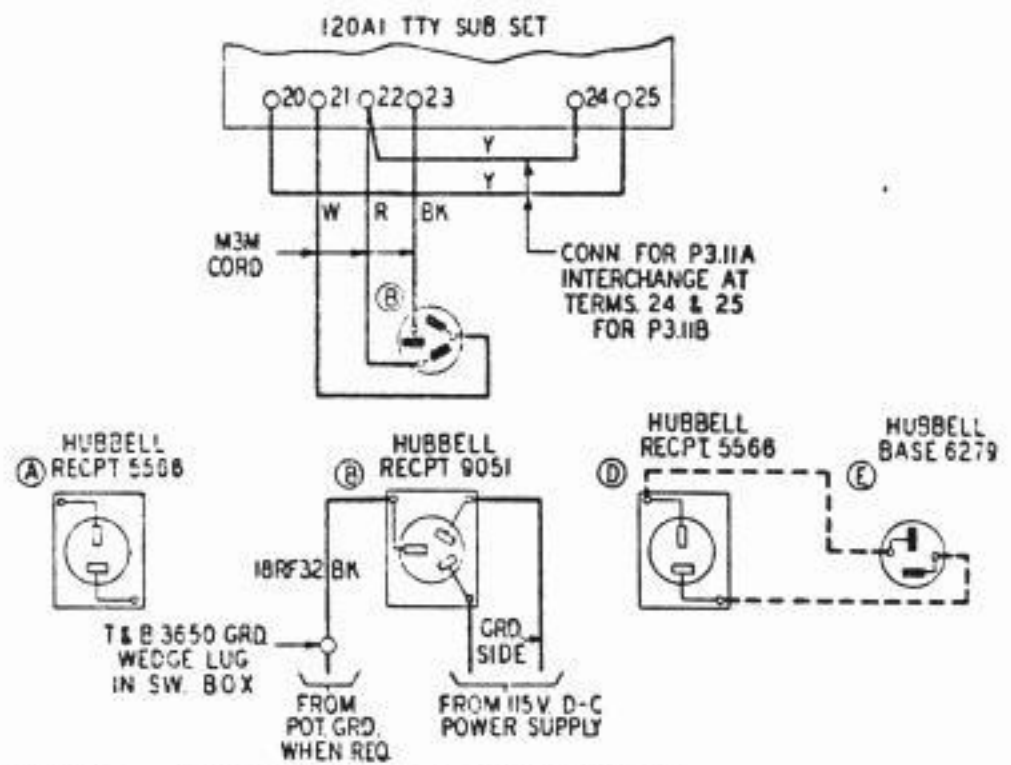 120A1 TTY SUB SET
20 21 22 23 24 25
Y
Y
W R BK
M3M
CORD
CONN FOR P3.11A
INTERCHANGE AT
TERMS. 24 & 25
FOR P3.11B
B
HUBBELL
A RECPT 5568
HUBBELL
B RECPT 9051
HUBBELL
D RECPT 5566
HUBBELL
BASE 6279
E
18RF32 BK
T & B 3650 GRD.
WEDGE LUG
IN SW. BOX
GRD.
SIDE
FROM
POT. GRD.
WHEN REQ.
FROM 115 V. D-C
POWER SUPPLY